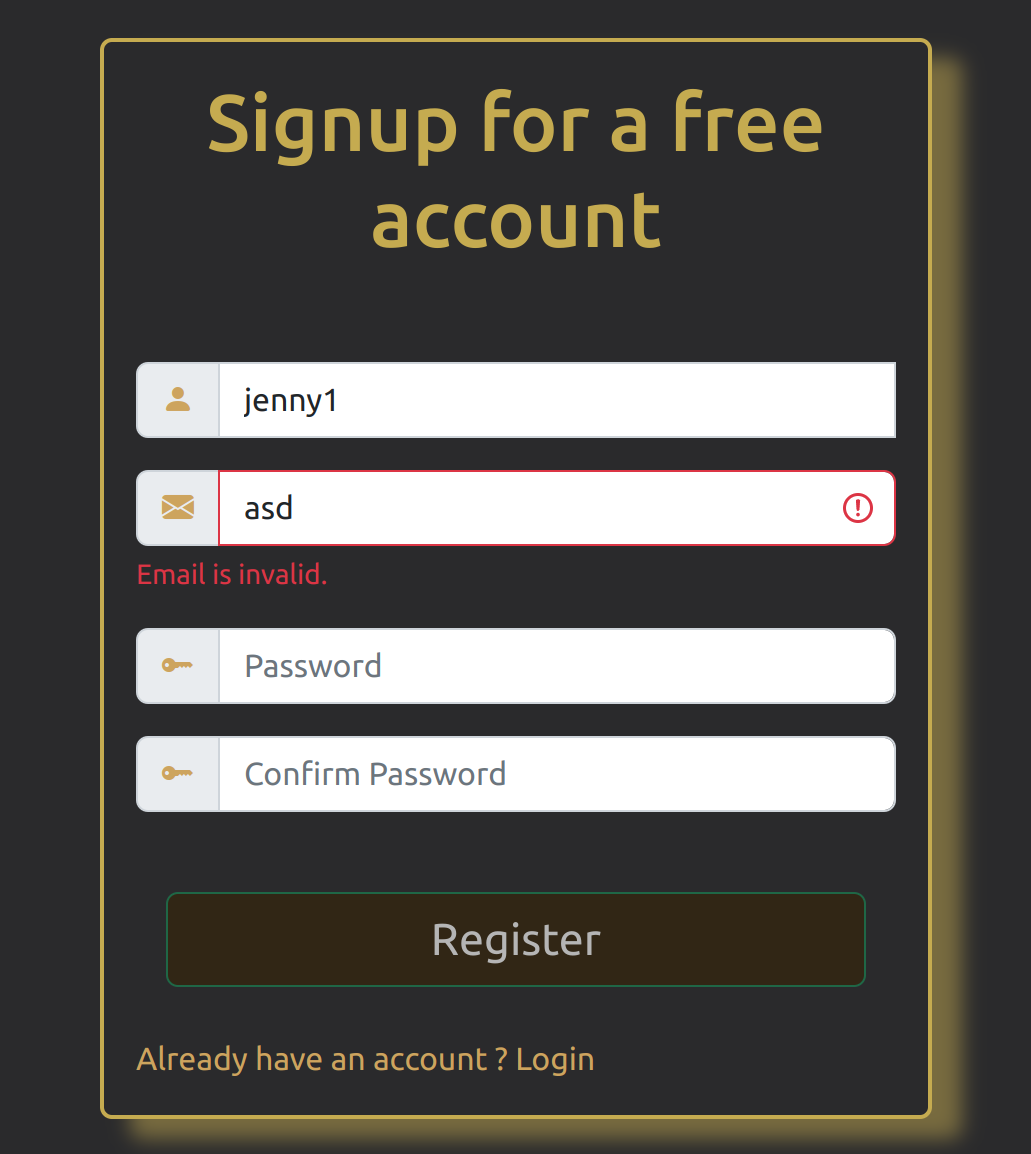 Signup for a free
account
jenny1
asd
Email is invalid.
Password
Confirm Password
Register
Already have an account ? Login